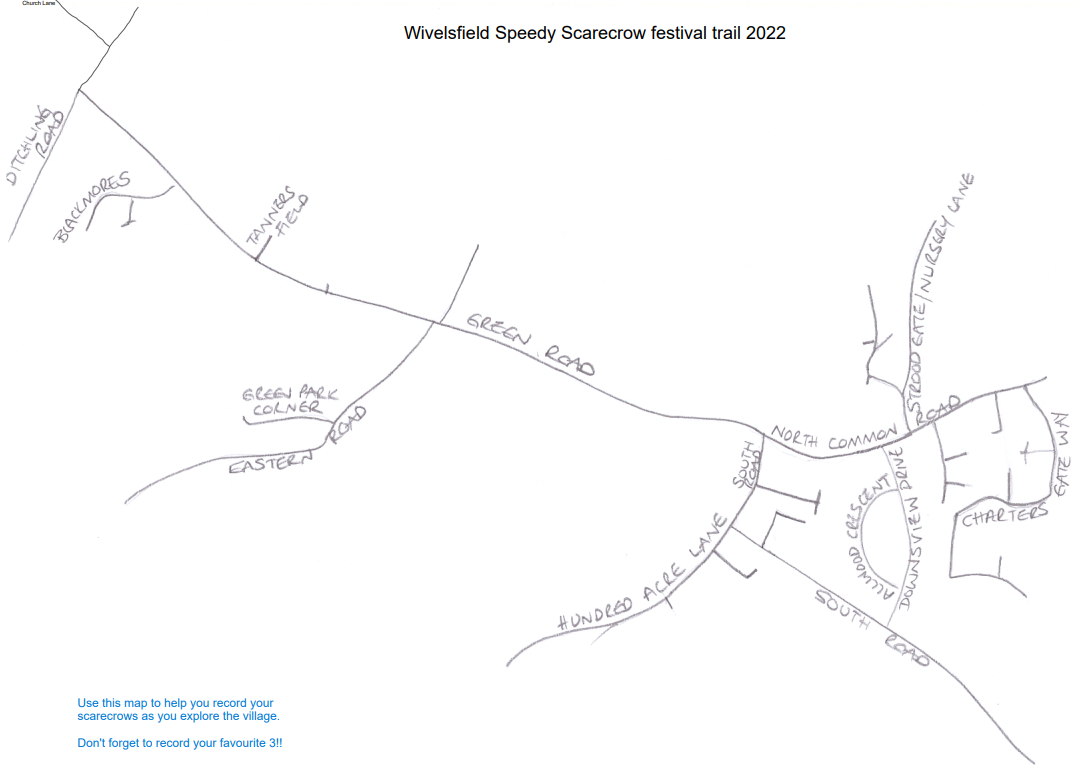 Church Lane
Wivelsfield Speedy Scarecrow festival trail 2022
DITCHLING
ROAD
BLACKMORES
TANNERS
FIELD
GREEN ROAD
GREEN PARK
CORNER
EASTERN ROAD
STROOD GATE/NURSERY LANE
NORTH COMMON ROAD
SOUTH
ROAD
GATE WAY
CHARTERS
DOWNSVIEW DRIVE
ALLWOOD CRESCENT
HUNDRED ACRE LANE
SOUTH ROAD
Use this map to help you record your
scarecrows as you explore the village.
Don't forget to record your favourite 3!!